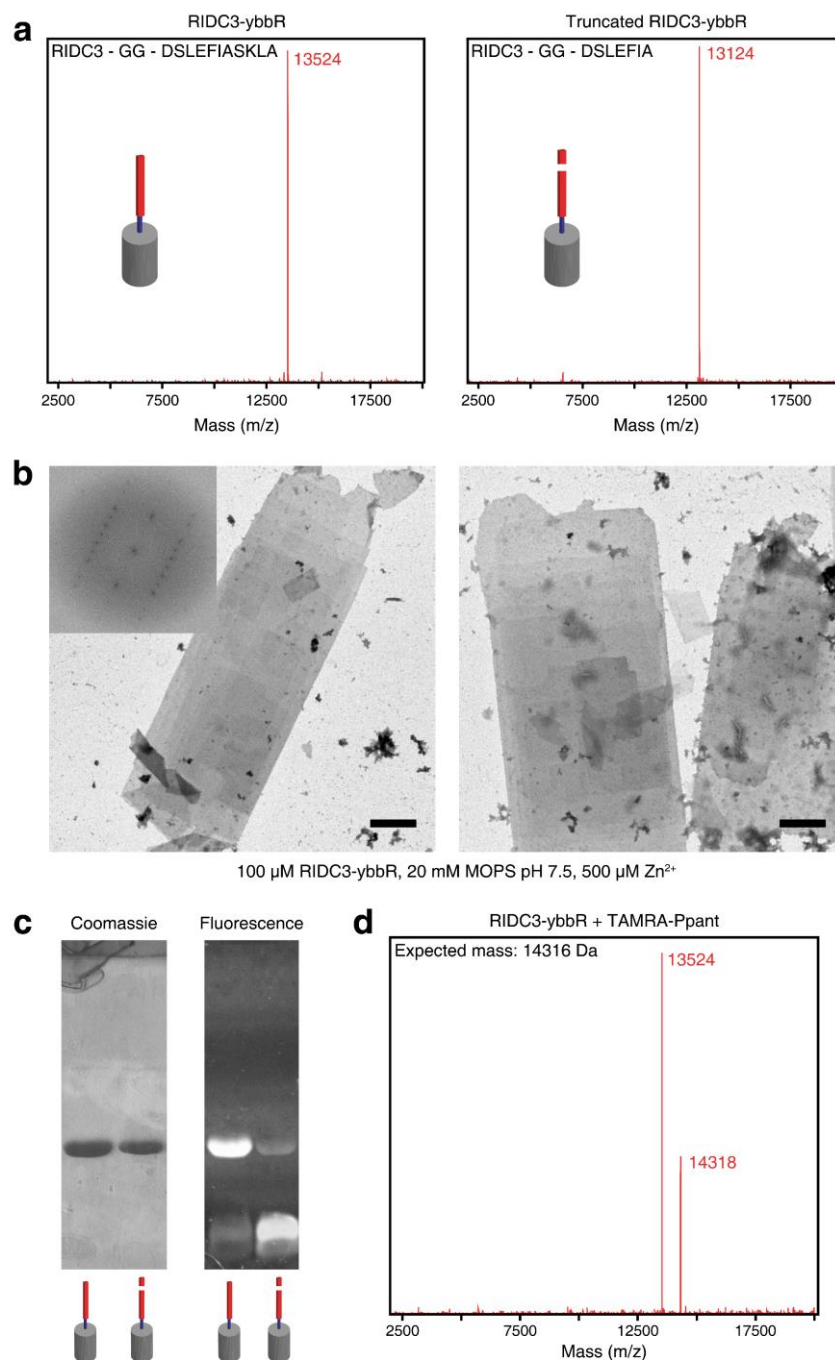 a
RIDC3-ybbR
RIDC3 - GG - DSLEFIASKLA
13524
2500 7500 12500 17500
Mass (m/z)
Truncated RIDC3-ybbR
RIDC3 - GG - DSLEFIA
13124
2500 7500 12500 17500
Mass (m/z)
b
100 µM RIDC3-ybbR, 20 mM MOPS pH 7.5, 500 µM Zn²⁺
c
Coomassie
Fluorescence
d
RIDC3-ybbR + TAMRA-Ppant
Expected mass: 14316 Da
13524
14318
2500 7500 12500 17500
Mass (m/z)